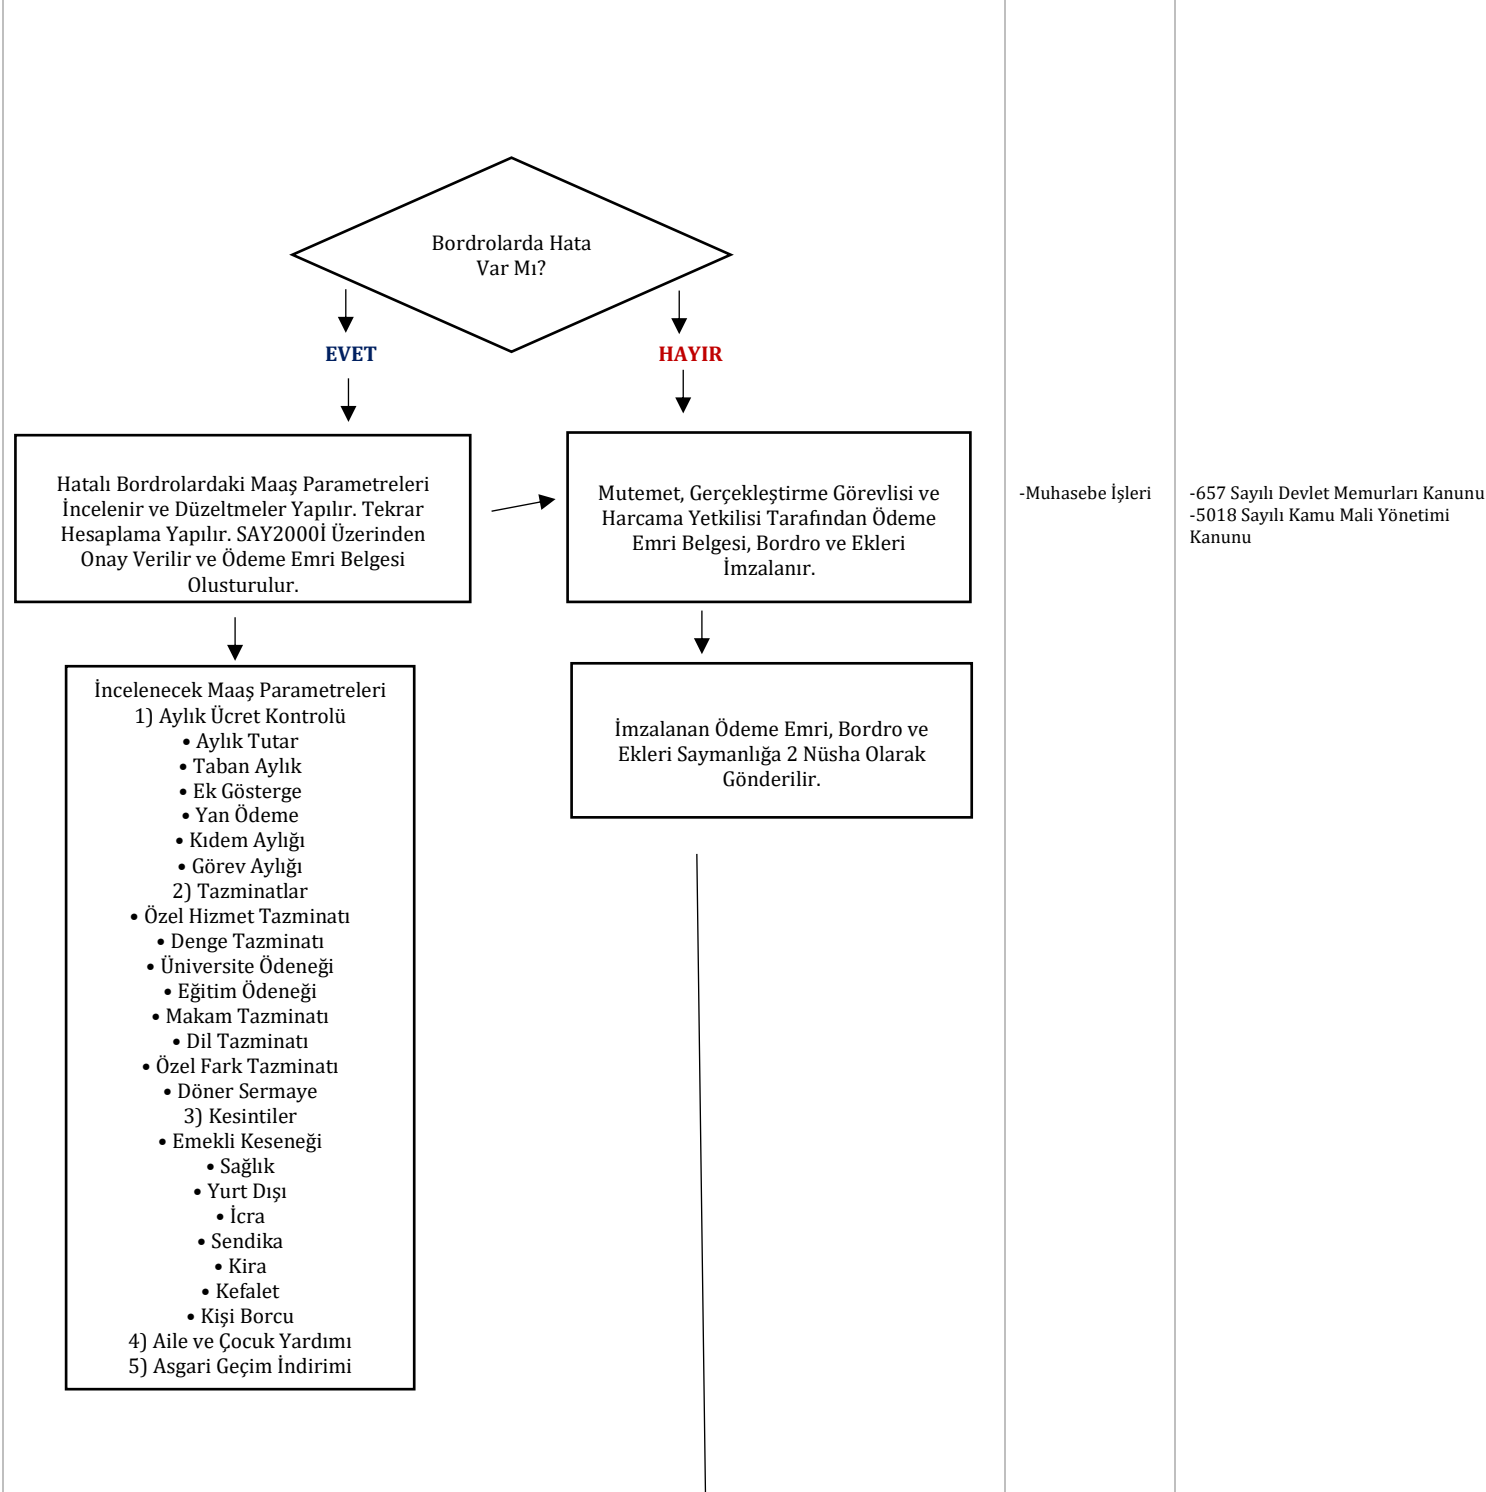 Bordrolarda Hata
Var Mı?
EVET
HAYIR
Hatalı Bordrolardaki Maaş Parametreleri
İncelenir ve Düzeltmeler Yapılır. Tekrar
Hesaplama Yapılır. SAY2000İ Üzerinden
Onay Verilir ve Ödeme Emri Belgesi
Olusturulur.
Mutemet, Gerçekleştirme Görevlisi ve
Harcama Yetkilisi Tarafından Ödeme
Emri Belgesi, Bordro ve Ekleri
İmzalanır.
-Muhasebe İşleri
-657 Sayılı Devlet Memurları Kanunu
-5018 Sayılı Kamu Mali Yönetimi
Kanunu
İncelenecek Maaş Parametreleri
1) Aylık Ücret Kontrolü
• Aylık Tutar
• Taban Aylık
• Ek Gösterge
• Yan Ödeme
• Kıdem Aylığı
• Görev Aylığı
2) Tazminatlar
• Özel Hizmet Tazminatı
• Denge Tazminatı
• Üniversite Ödeneği
• Eğitim Ödeneği
• Makam Tazminatı
• Dil Tazminatı
• Özel Fark Tazminatı
• Döner Sermaye
3) Kesintiler
• Emekli Keseneği
• Sağlık
• Yurt Dışı
• İcra
• Sendika
• Kira
• Kefalet
• Kişi Borcu
4) Aile ve Çocuk Yardımı
5) Asgari Geçim İndirimi
İmzalanan Ödeme Emri, Bordro ve
Ekleri Saymanlığa 2 Nüsha Olarak
Gönderilir.